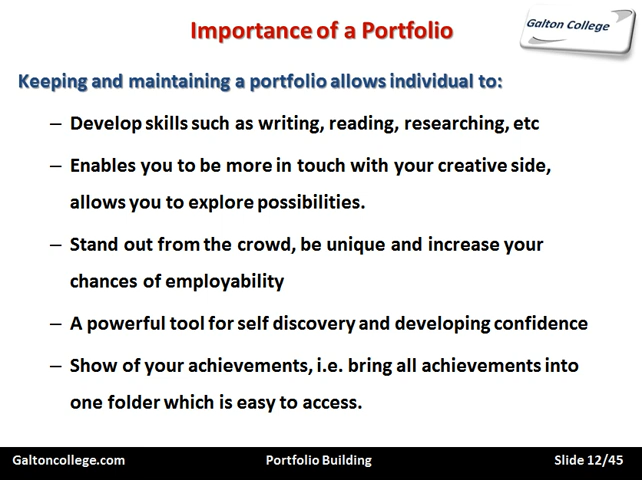 Importance of a Portfolio
Galton College
Keeping and maintaining a portfolio allows individual to:
– Develop skills such as writing, reading, researching, etc
– Enables you to be more in touch with your creative side,
allows you to explore possibilities.
– Stand out from the crowd, be unique and increase your
chances of employability
– A powerful tool for self discovery and developing confidence
– Show of your achievements, i.e. bring all achievements into
one folder which is easy to access.
Galtoncollege.com Portfolio Building Slide 12/45